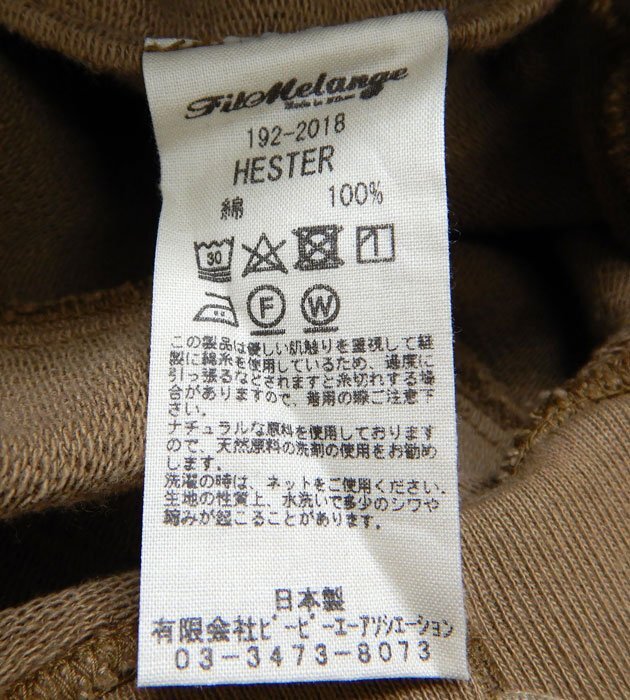 FilMelange
Made in Japan
192-2018
HESTER
綿 100%
30
F W
この製品は優しい肌触りを重視して縫
製に綿糸を使用しているため、過度に
引っ張るなどされますと糸切れする場
合がありますので、着用の際ご注意下
さい。
ナチュラルな原料を使用しております
ので、天然原料の洗剤の使用をお勧め
します。
洗濯の時は、ネットをご使用ください。
生地の性質上、水洗いで多少のシワや
縮みが起こることがあります。
日本製
有限会社ビーピーエーアソシエーション
03-3473-8073